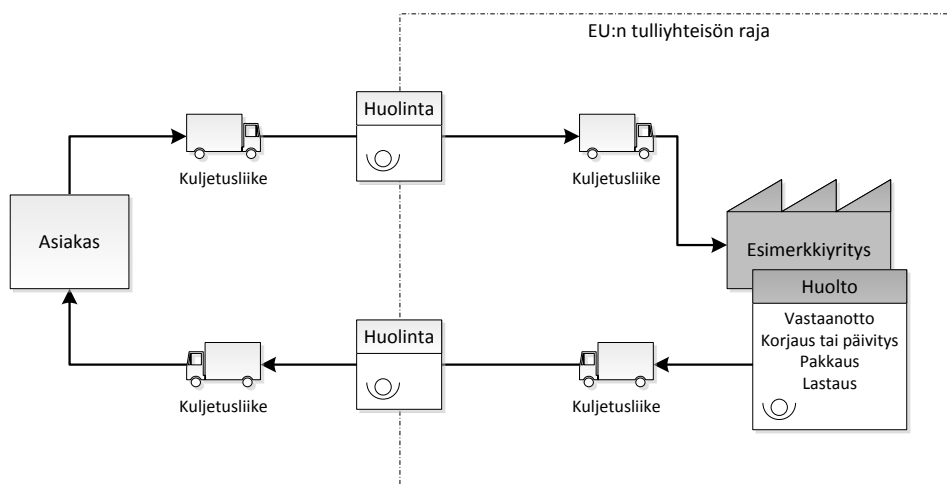 EU:n tulliyhteisön raja
Huolinta
Kuljetusliike
Kuljetusliike
Asiakas
Esimerkkiyritys
Huolto
Vastaanotto
Korjaus tai päivitys
Pakkaus
Lastaus
Huolinta
Kuljetusliike
Kuljetusliike